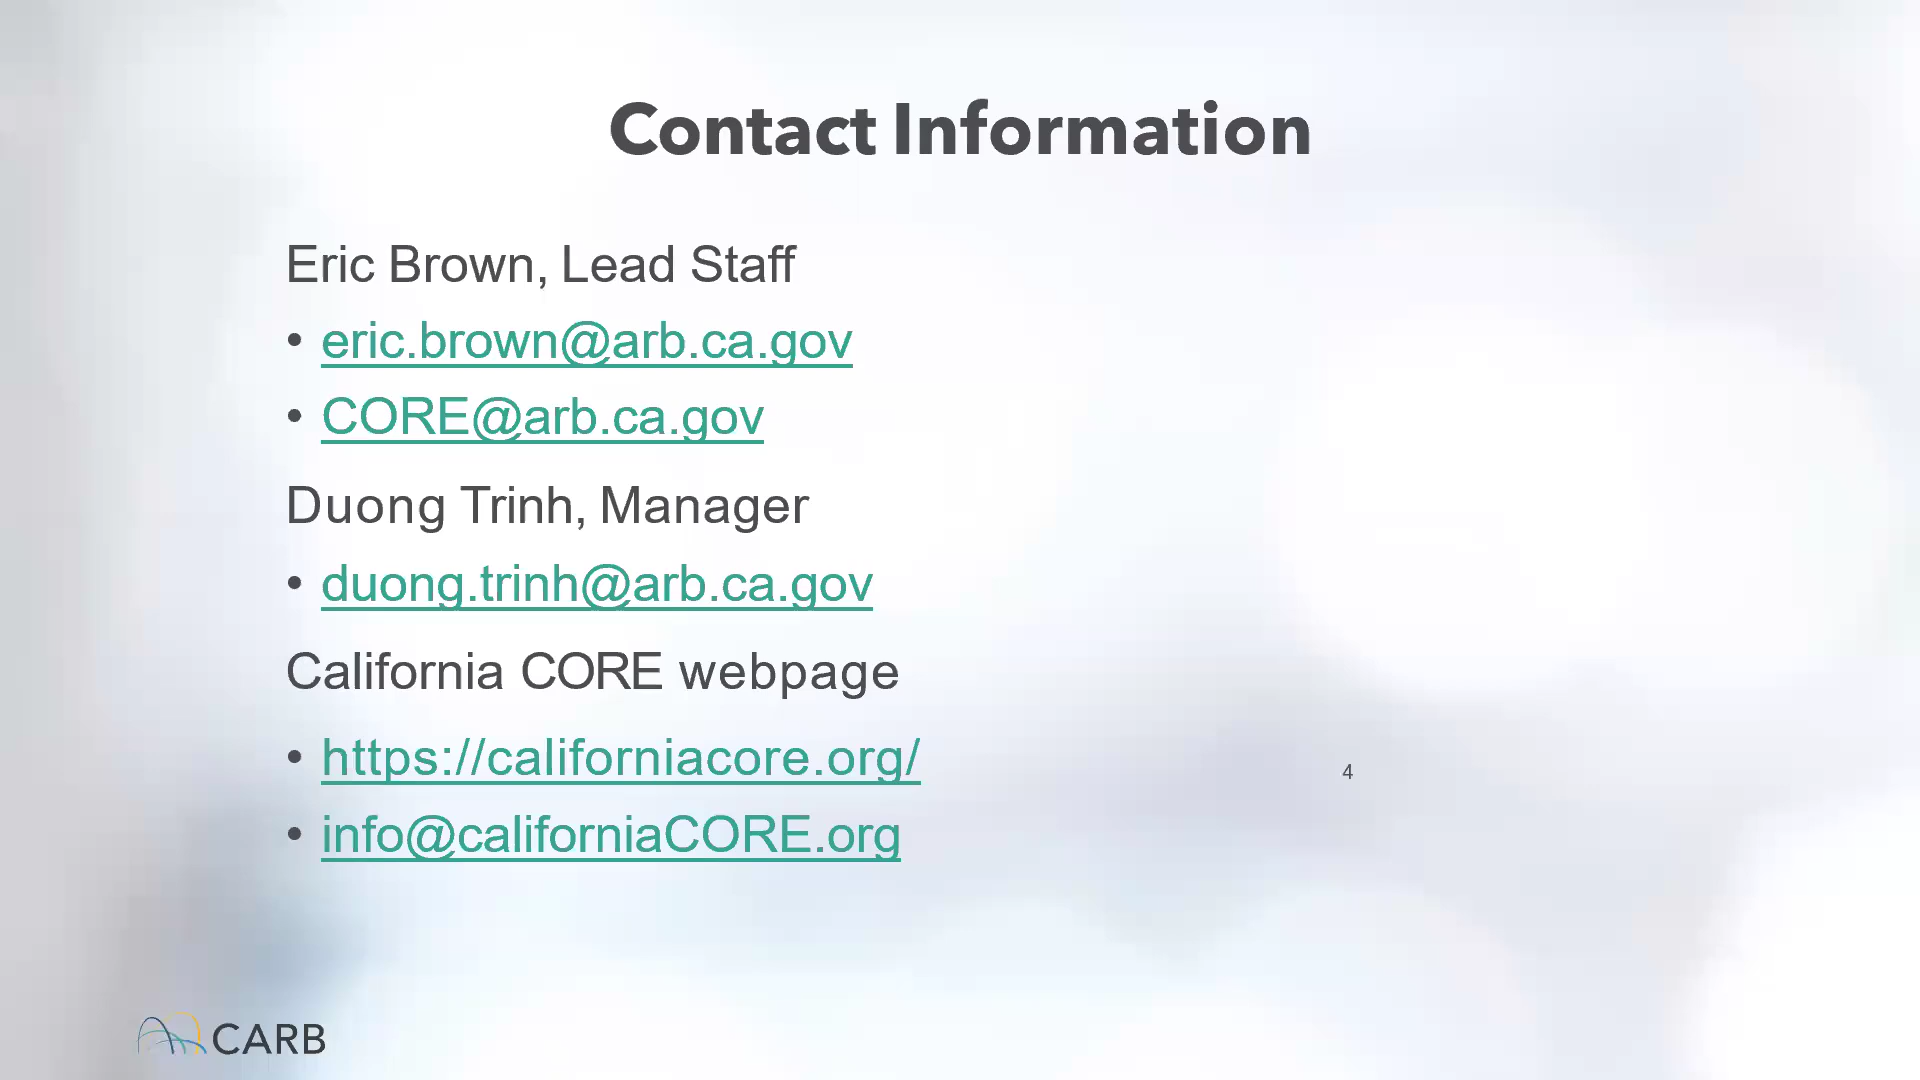 Contact Information
Eric Brown, Lead Staff
• eric.brown@arb.ca.gov
• CORE@arb.ca.gov
Duong Trinh, Manager
• duong.trinh@arb.ca.gov
California CORE webpage
• https://californiacore.org/
4
• info@californiaCORE.org
CARB